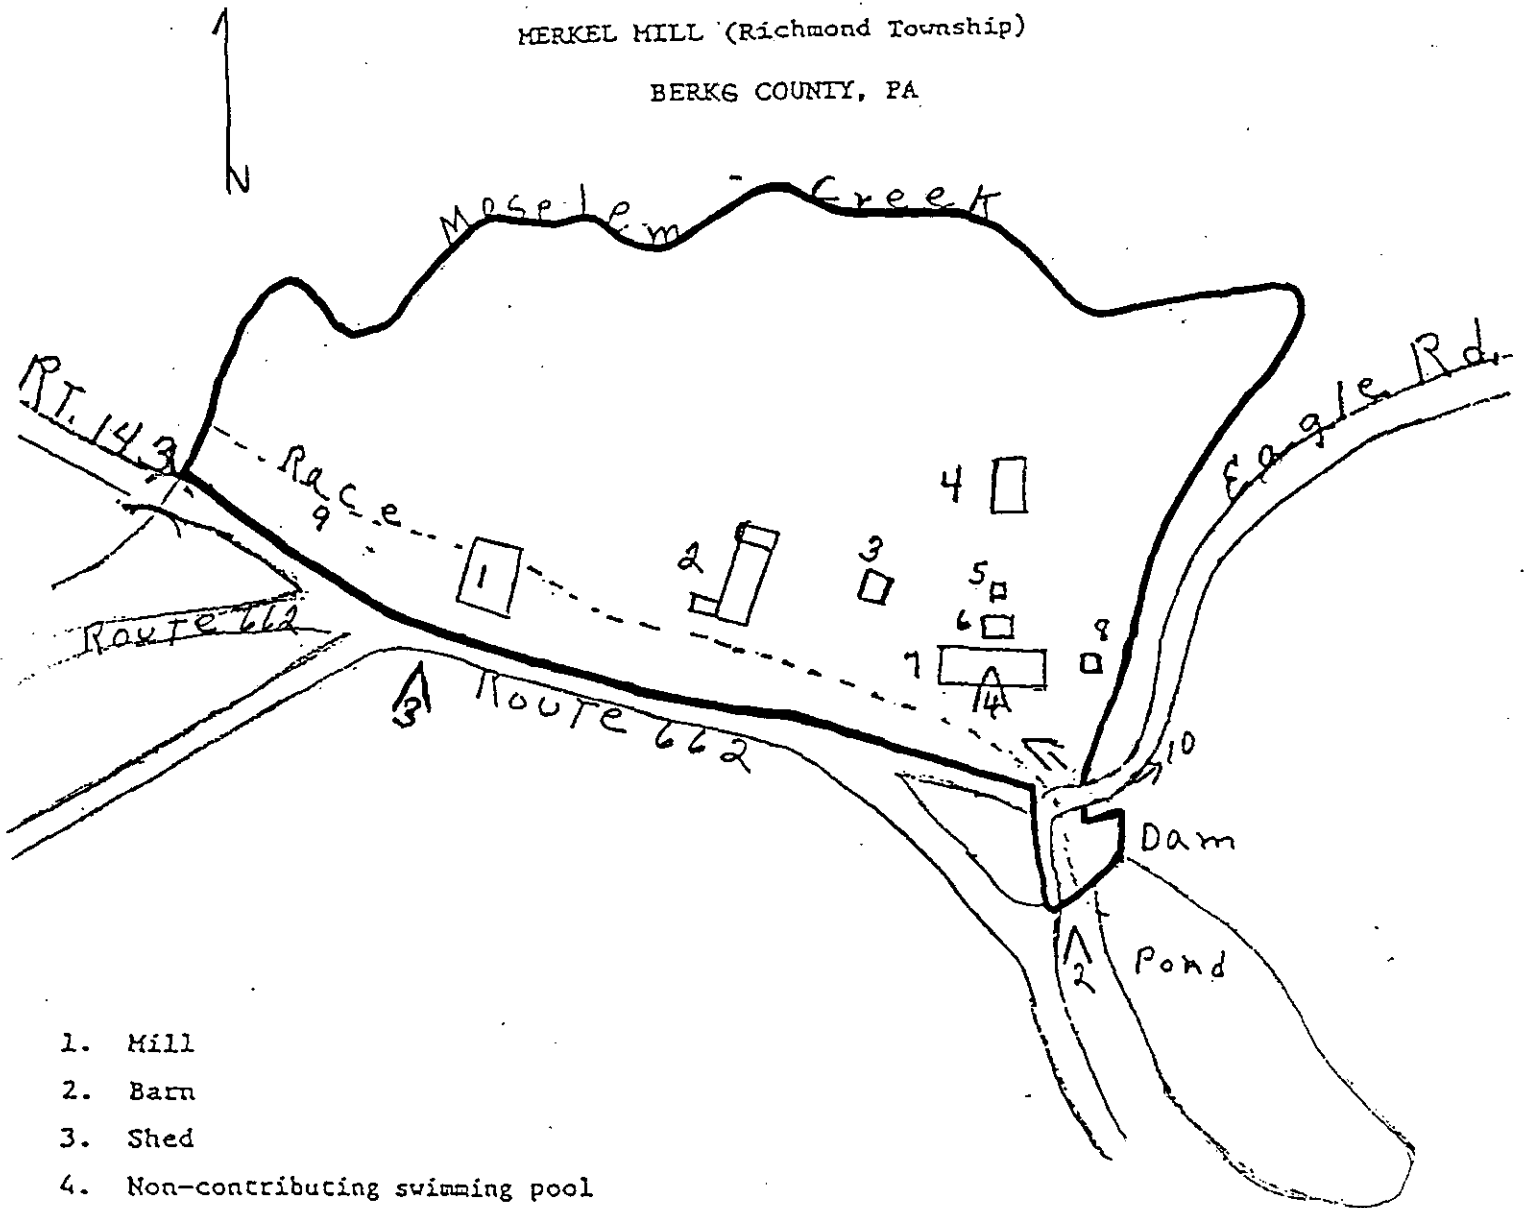 MERKEL MILL (Richmond Township)
BERKS COUNTY, PA
N
Moselem Creek
RT. 143
Eagle Rd.
Race
9
4
1
2
3
5
6
8
7
4
Route 662
3
Route 662
10
Dam
2
Pond
1. Mill
2. Barn
3. Shed
4. Non-contributing swimming pool